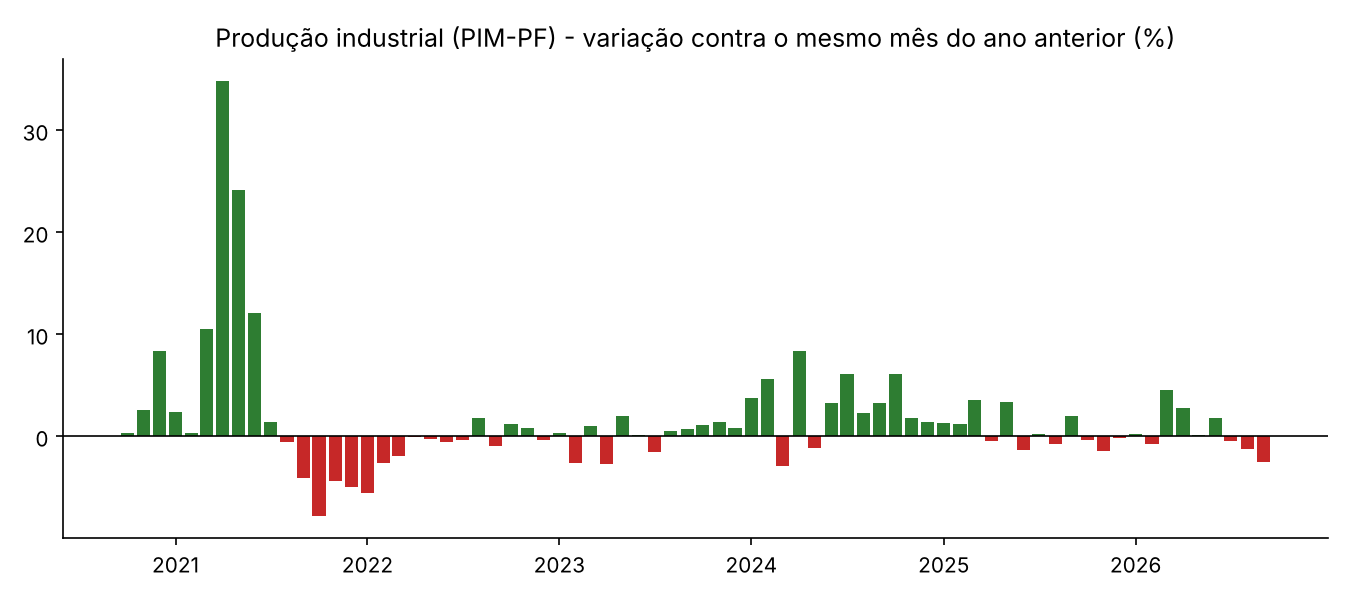 Produção industrial (PIM-PF) - variação contra o mesmo mês do ano anterior (%)
30
20
10
0
2021 2022 2023 2024 2025 2026